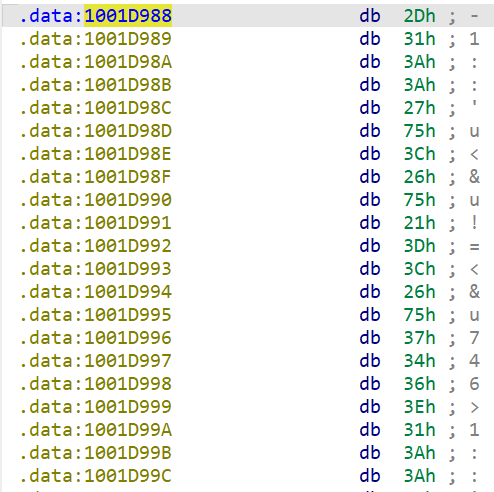 .data:1001D988 db 2Dh ; -
.data:1001D989 db 31h ; 1
.data:1001D98A db 3Ah ; :
.data:1001D98B db 3Ah ; :
.data:1001D98C db 27h ; '
.data:1001D98D db 75h ; u
.data:1001D98E db 3Ch ; <
.data:1001D98F db 26h ; &
.data:1001D990 db 75h ; u
.data:1001D991 db 21h ; !
.data:1001D992 db 3Dh ; =
.data:1001D993 db 3Ch ; <
.data:1001D994 db 26h ; &
.data:1001D995 db 75h ; u
.data:1001D996 db 37h ; 7
.data:1001D997 db 34h ; 4
.data:1001D998 db 36h ; 6
.data:1001D999 db 3Eh ; >
.data:1001D99A db 31h ; 1
.data:1001D99B db 3Ah ; :
.data:1001D99C db 3Ah ; :